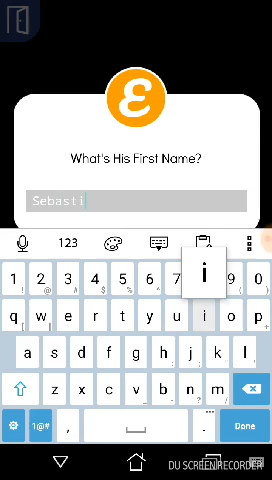 ε
What's His First Name?
Sebasti
123
i
1 2 3 4 5 6 7 9 0
! @ # $ % )
q w e r t y u i o p
a s d f g h j k l
z x c v b n m
1@# , . Done
DU SCREEN RECORDER